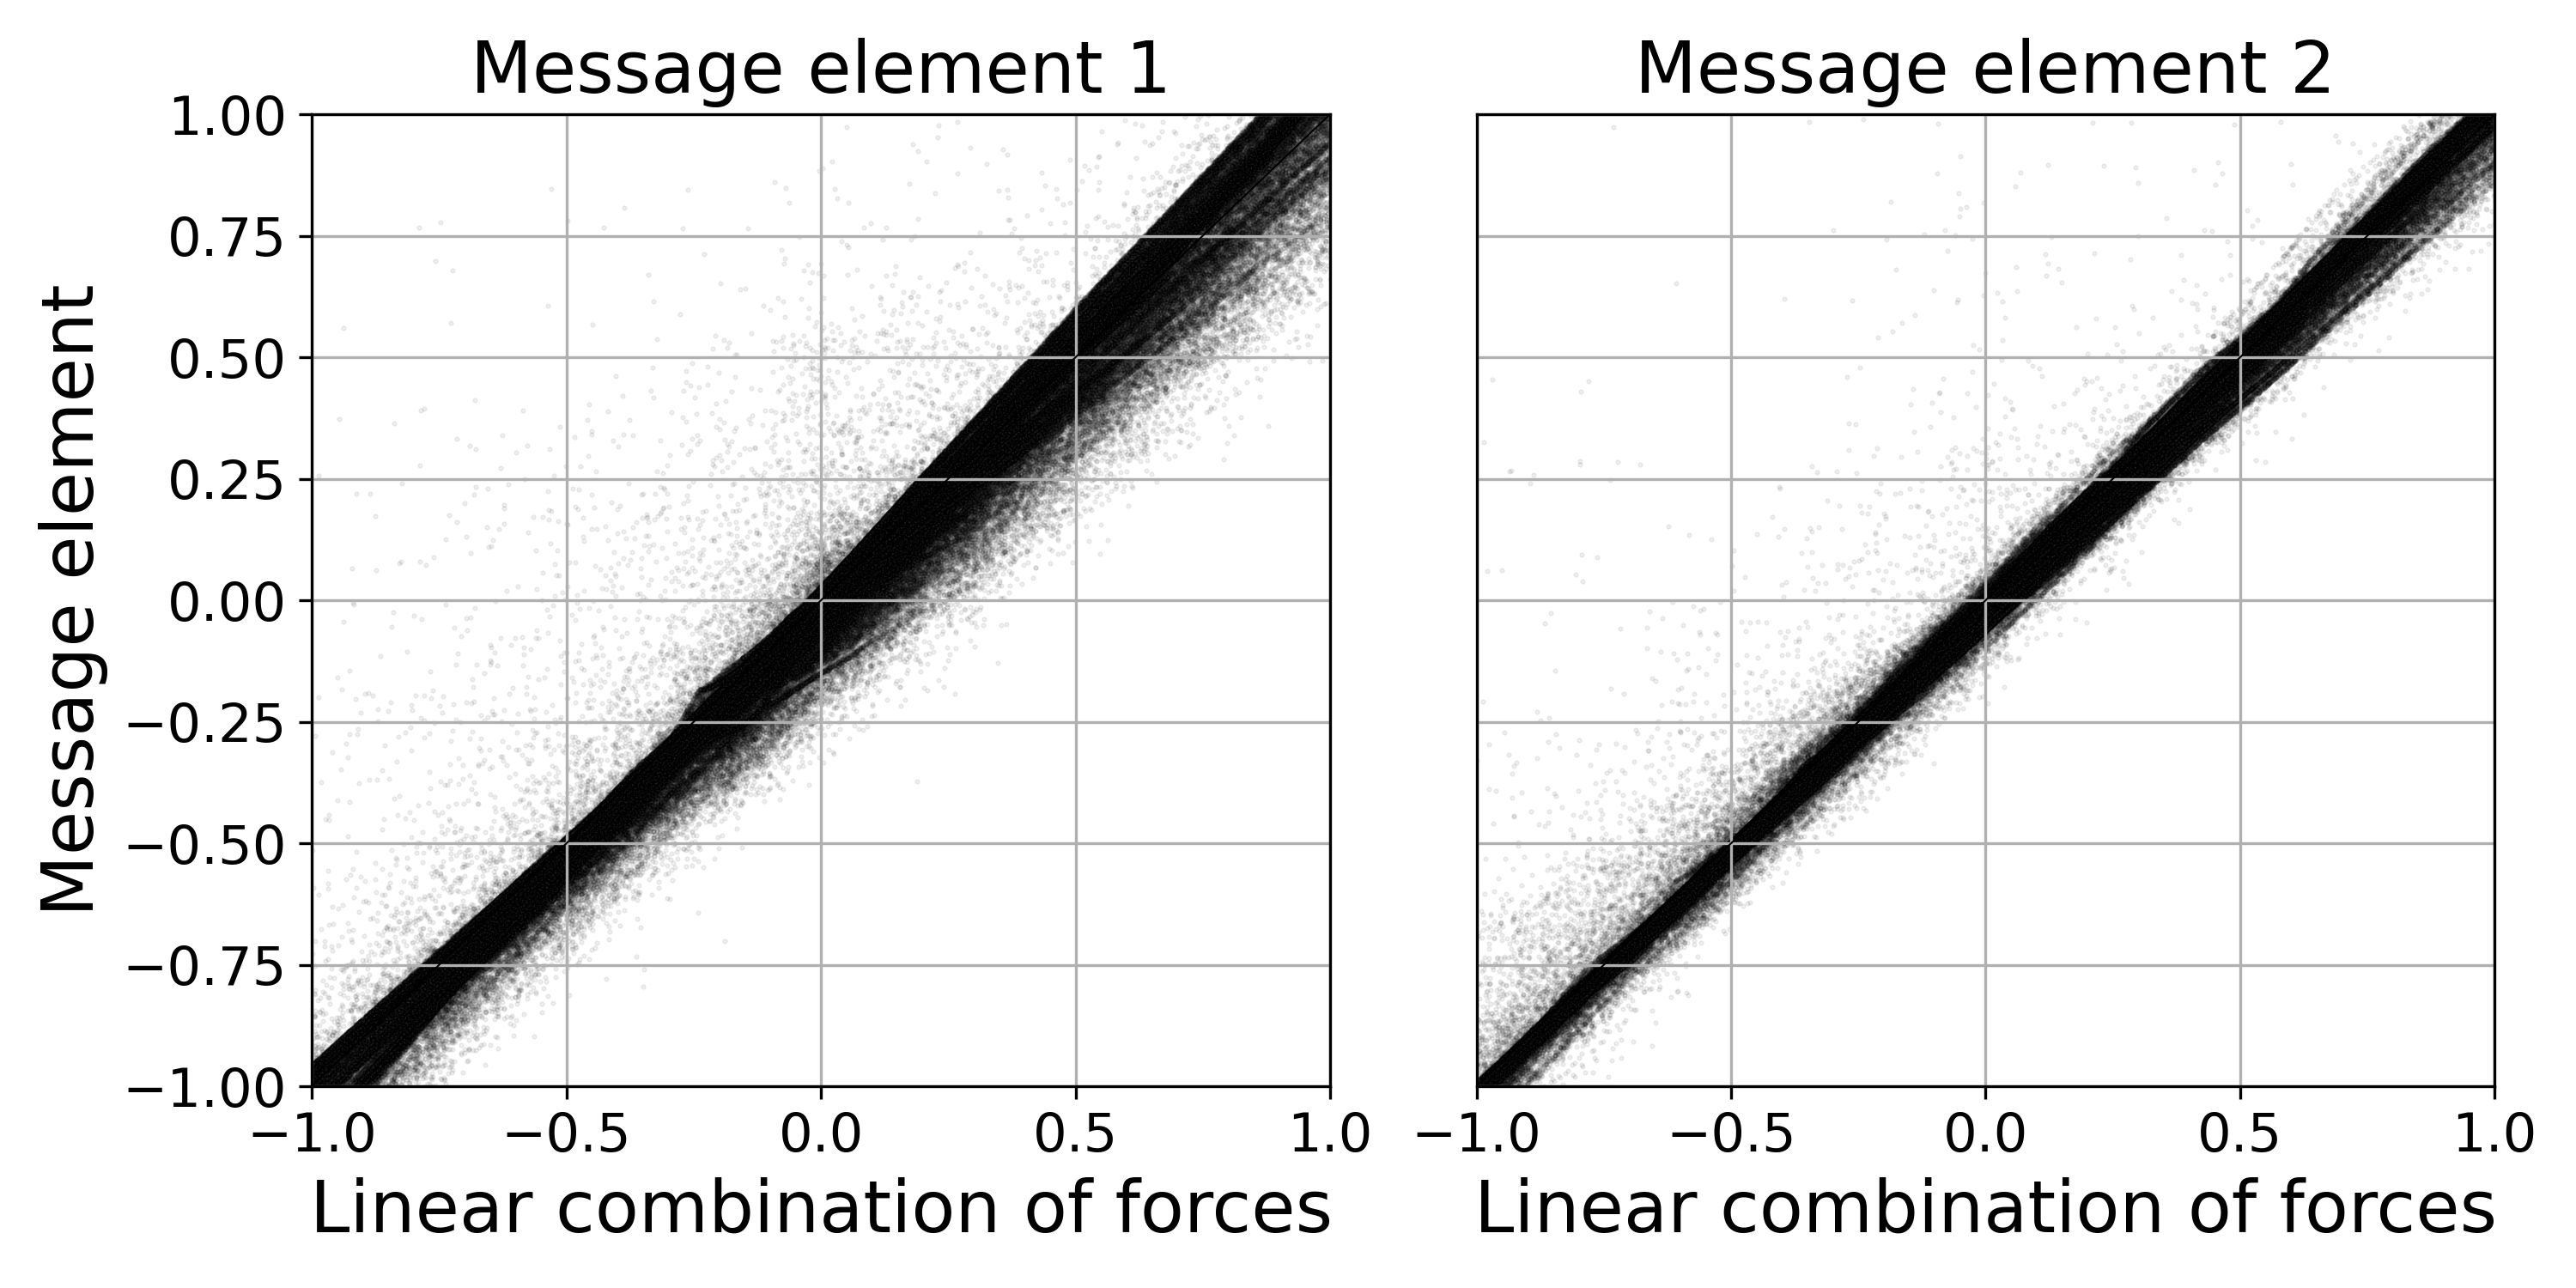 Message element 1
Message element 2
Message element
1.00
0.75
0.50
0.25
0.00
−0.25
−0.50
−0.75
−1.00
−1.0 −0.5 0.0 0.5 1.0
−1.0 −0.5 0.0 0.5 1.0
Linear combination of forces
Linear combination of forces